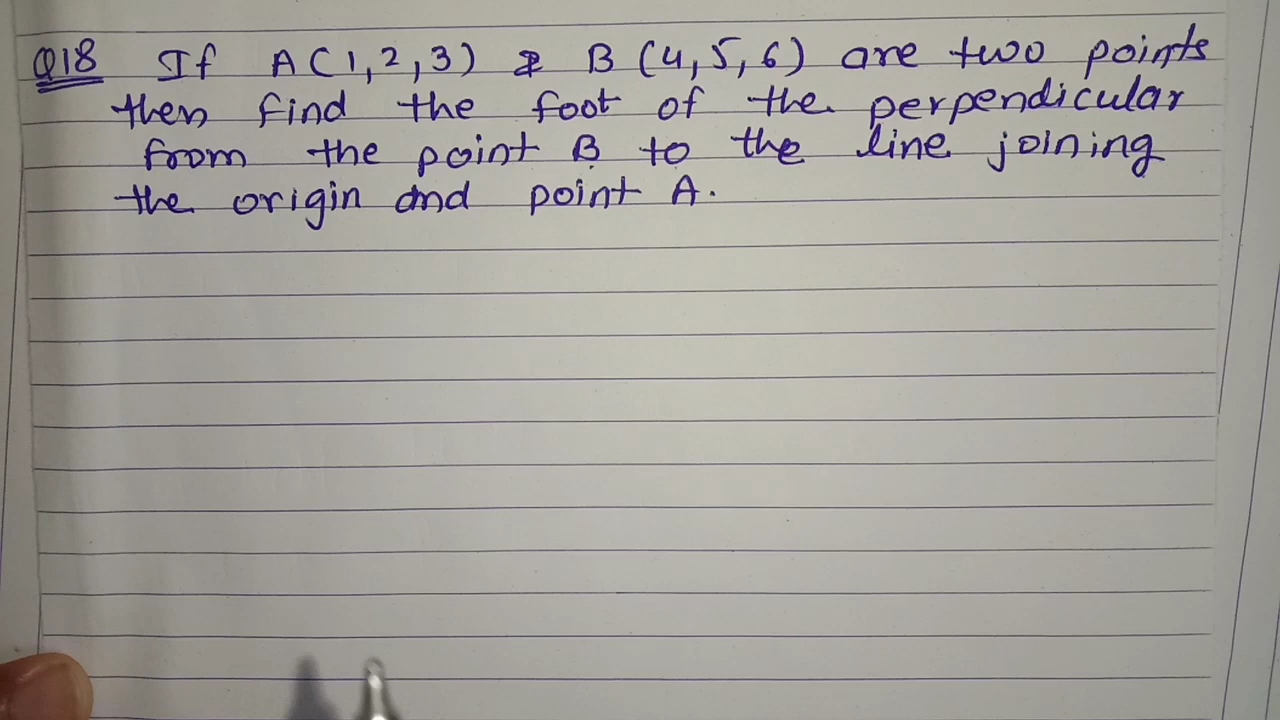 Q18 If A(1,2,3) & B (4,5,6) are two points
then find the foot of the perpendicular
from the point B to the line joining
the origin and point A.